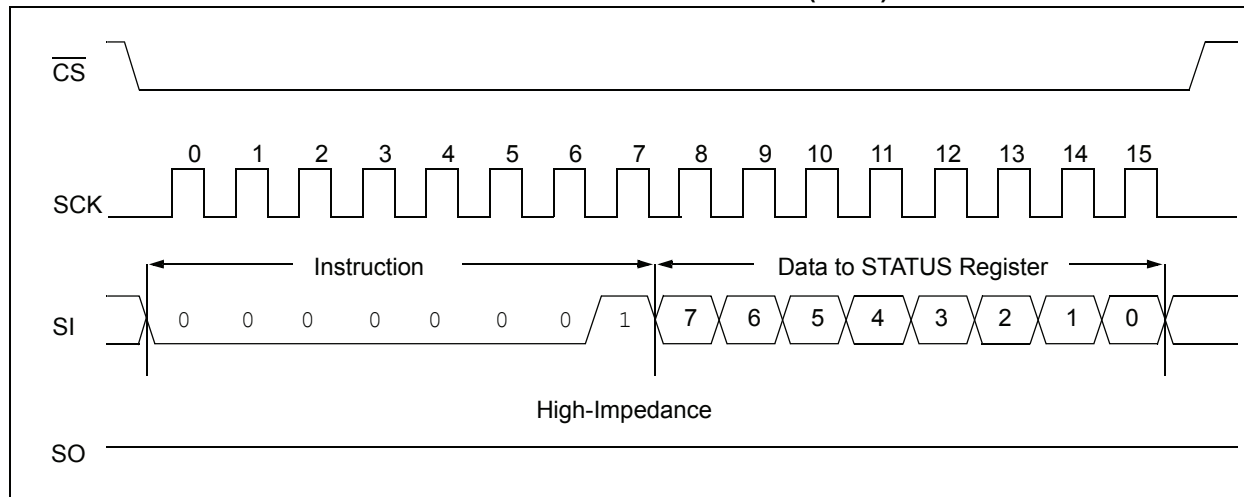 CS
0 1 2 3 4 5 6 7 8 9 10 11 12 13 14 15
SCK
Instruction Data to STATUS Register
SI 0 0 0 0 0 0 0 1 7 6 5 4 3 2 1 0
High-Impedance
SO